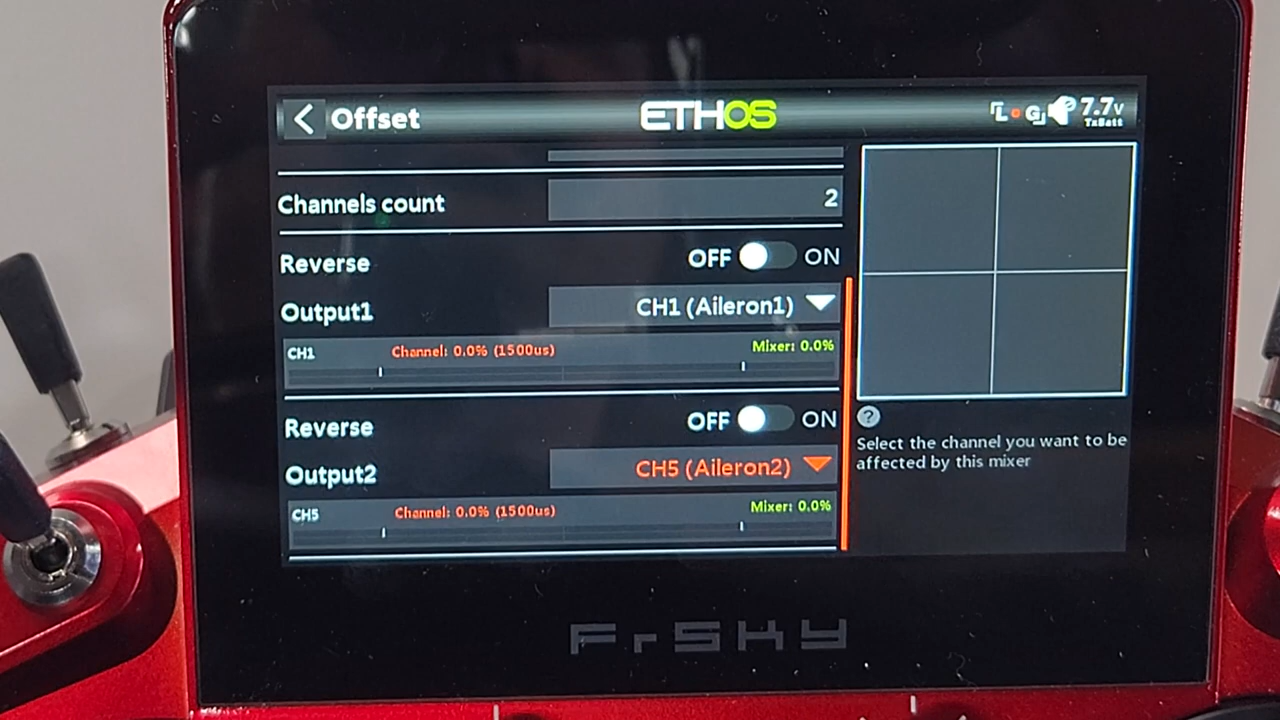 Offset
ETHOS
LOG
7.7V
TxBatt
Channels count
2
Reverse
OFF ON
Output1
CH1 (Aileron1)
CH1
Channel: 0.0% (1500us)
Mixer: 0.0%
Reverse
OFF ON
Output2
CH5 (Aileron2)
CH5
Channel: 0.0% (1500us)
Mixer: 0.0%
?
Select the channel you want to be
affected by this mixer
FrSKY